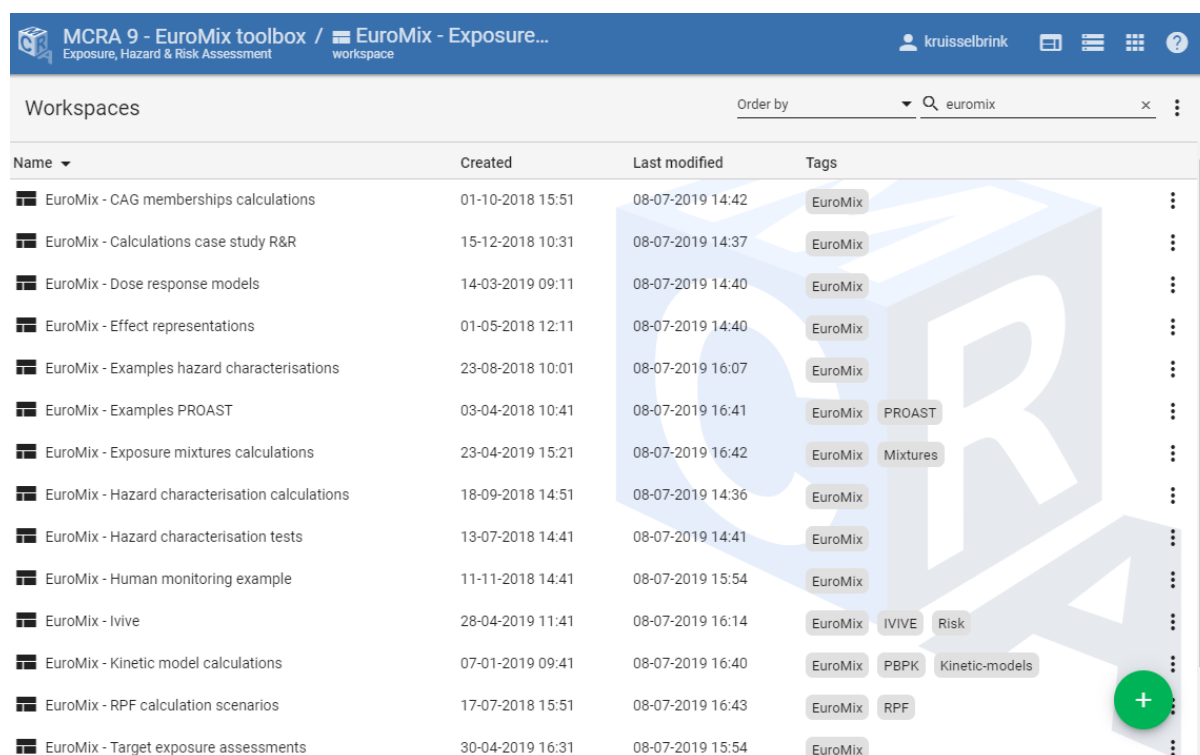 MCRA 9 - EuroMix toolbox / EuroMix - Exposure... kruisselbrink
Exposure, Hazard & Risk Assessment workspace
Workspaces Order by euromix
Name Created Last modified Tags
EuroMix - CAG memberships calculations 01-10-2018 15:51 08-07-2019 14:42 EuroMix
EuroMix - Calculations case study R&R 15-12-2018 10:31 08-07-2019 14:37 EuroMix
EuroMix - Dose response models 14-03-2019 09:11 08-07-2019 14:40 EuroMix
EuroMix - Effect representations 01-05-2018 12:11 08-07-2019 14:40 EuroMix
EuroMix - Examples hazard characterisations 23-08-2018 10:01 08-07-2019 16:07 EuroMix
EuroMix - Examples PROAST 03-04-2018 10:41 08-07-2019 16:41 EuroMix PROAST
EuroMix - Exposure mixtures calculations 23-04-2019 15:21 08-07-2019 16:42 EuroMix Mixtures
EuroMix - Hazard characterisation calculations 18-09-2018 14:51 08-07-2019 14:36 EuroMix
EuroMix - Hazard characterisation tests 13-07-2018 14:41 08-07-2019 14:41 EuroMix
EuroMix - Human monitoring example 11-11-2018 14:41 08-07-2019 15:54 EuroMix
EuroMix - Ivive 28-04-2019 11:41 08-07-2019 16:14 EuroMix IVIVE Risk
EuroMix - Kinetic model calculations 07-01-2019 09:41 08-07-2019 16:40 EuroMix PBPK Kinetic-models
EuroMix - RPF calculation scenarios 17-07-2018 15:51 08-07-2019 16:43 EuroMix RPF
EuroMix - Target exposure assessments 30-04-2019 16:31 08-07-2019 15:54 EuroMix